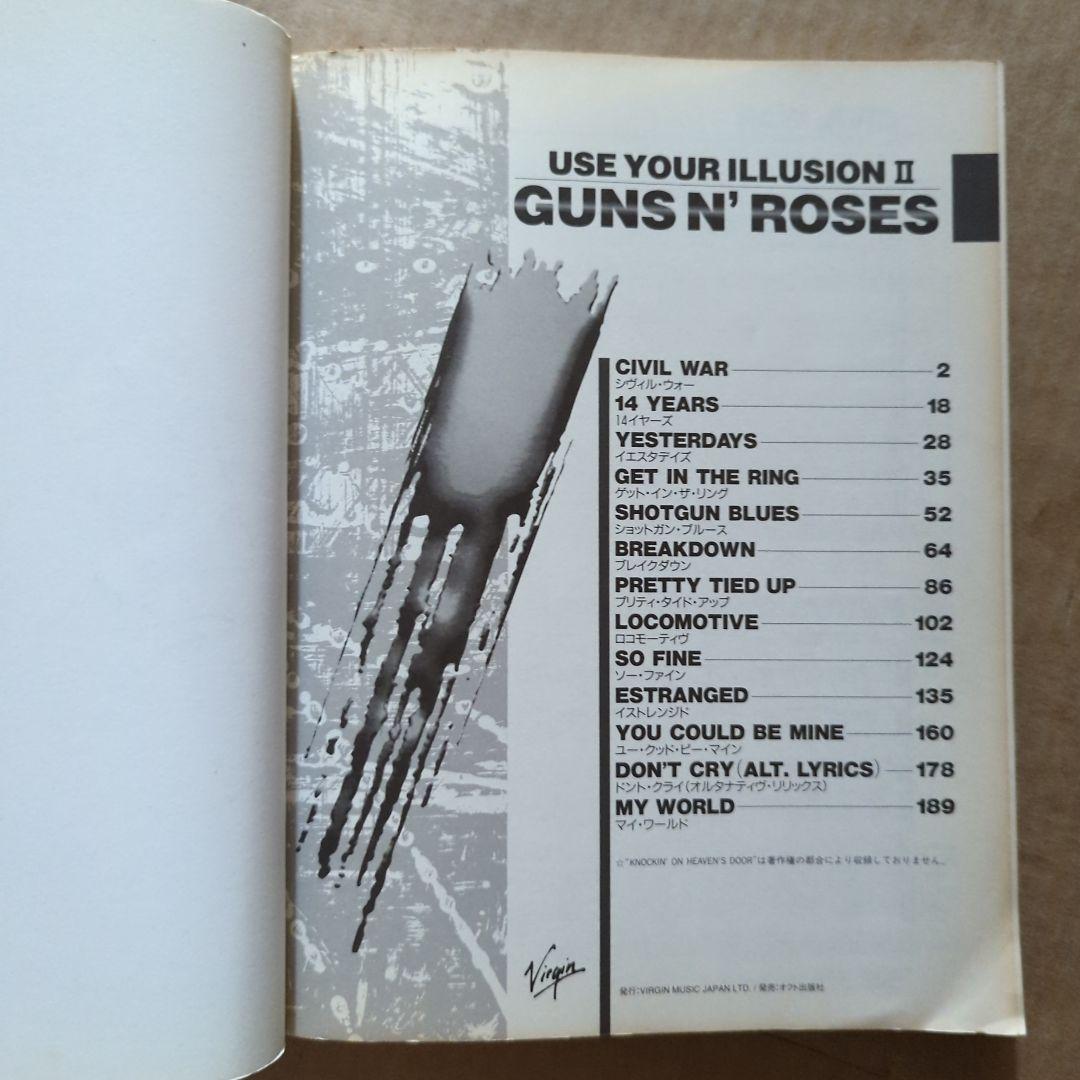 USE YOUR ILLUSION II
GUNS N' ROSES
CIVIL WAR 2
シヴィル・ウォー
14 YEARS 18
14イヤーズ
YESTERDAYS 28
イエスタデイズ
GET IN THE RING 35
ゲット・イン・ザ・リング
SHOTGUN BLUES 52
ショットガン・ブルース
BREAKDOWN 64
ブレイクダウン
PRETTY TIED UP 86
プリティ・タイド・アップ
LOCOMOTIVE 102
ロコモーティヴ
SO FINE 124
ソー・ファイン
ESTRANGED 135
イストレンジド
YOU COULD BE MINE 160
ユー・クッド・ビー・マイン
DON'T CRY (ALT. LYRICS) 178
ドント・クライ(オルタナティヴ・リリックス)
MY WORLD 189
マイ・ワールド
☆"KNOCKIN' ON HEAVEN'S DOOR"は著作権の都合により収録しておりません。
Virgin
発行:VIRGIN MUSIC JAPAN LTD. / 発売:オフト出版社